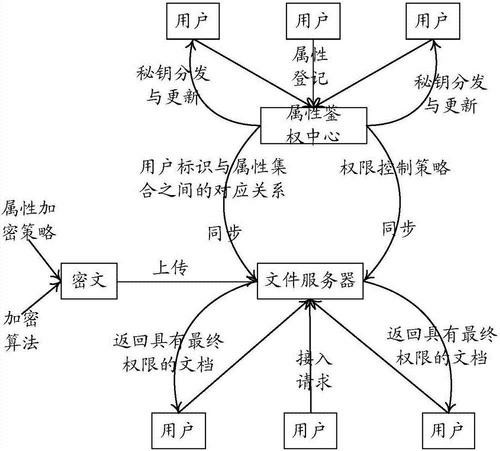 用户
用户
用户
秘钥分发
与更新
属性
登记
秘钥分发
与更新
属性鉴
权中心
用户标识与属性集
合之间的对应关系
权限控制策略
同步
同步
属性加
密策略
密文
上传
文件服务器
加密
算法
返回具有最终
权限的文档
接入
请求
返回具有最终
权限的文档
用户
用户
用户